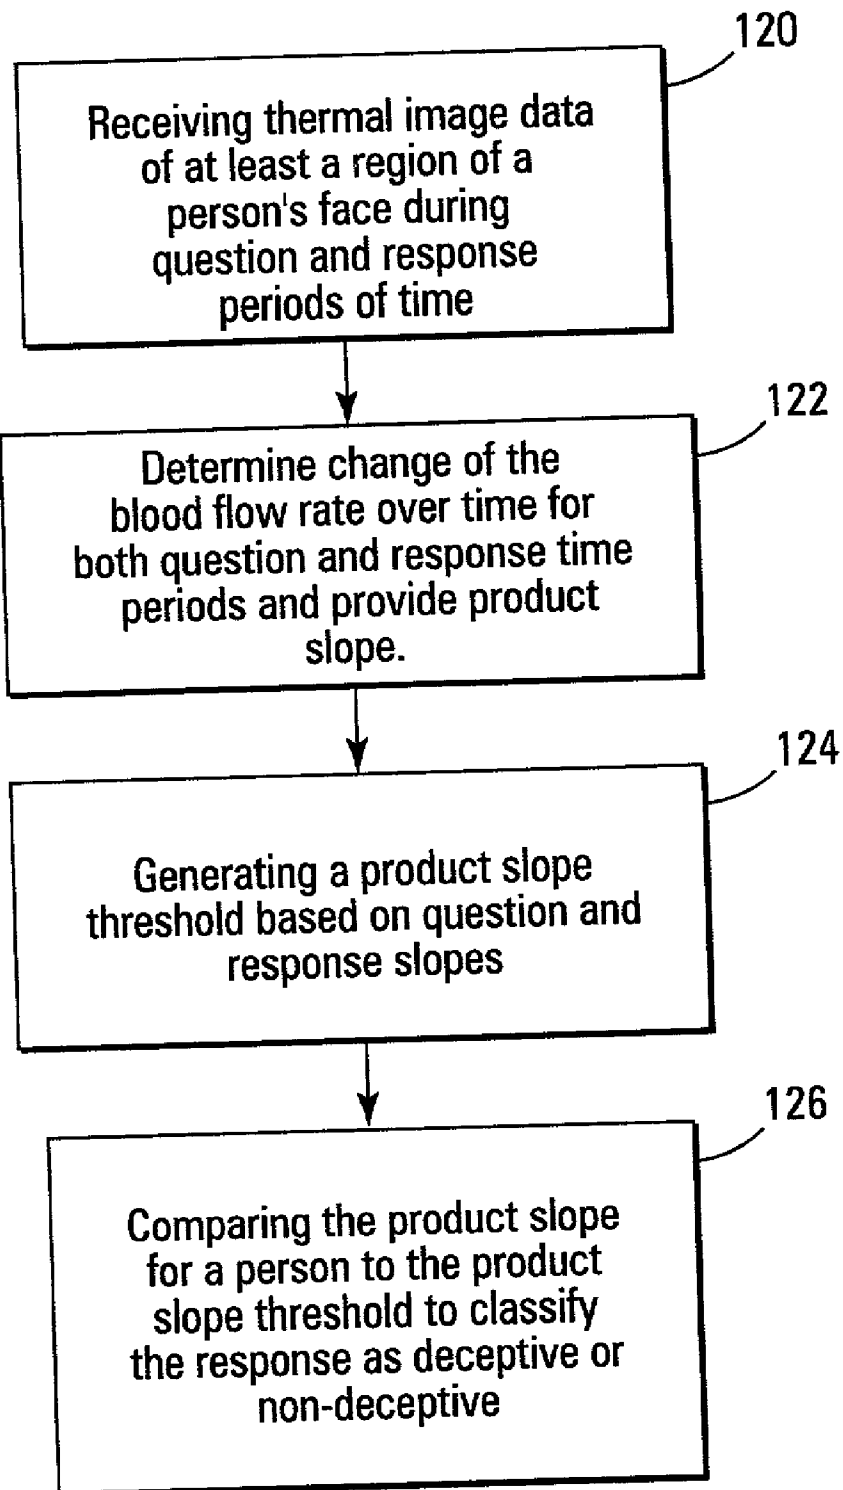 120
Receiving thermal image data
of at least a region of a
person's face during
question and response
periods of time
122
Determine change of the
blood flow rate over time for
both question and response time
periods and provide product
slope.
124
Generating a product slope
threshold based on question and
response slopes
126
Comparing the product slope
for a person to the product
slope threshold to classify
the response as deceptive or
non-deceptive